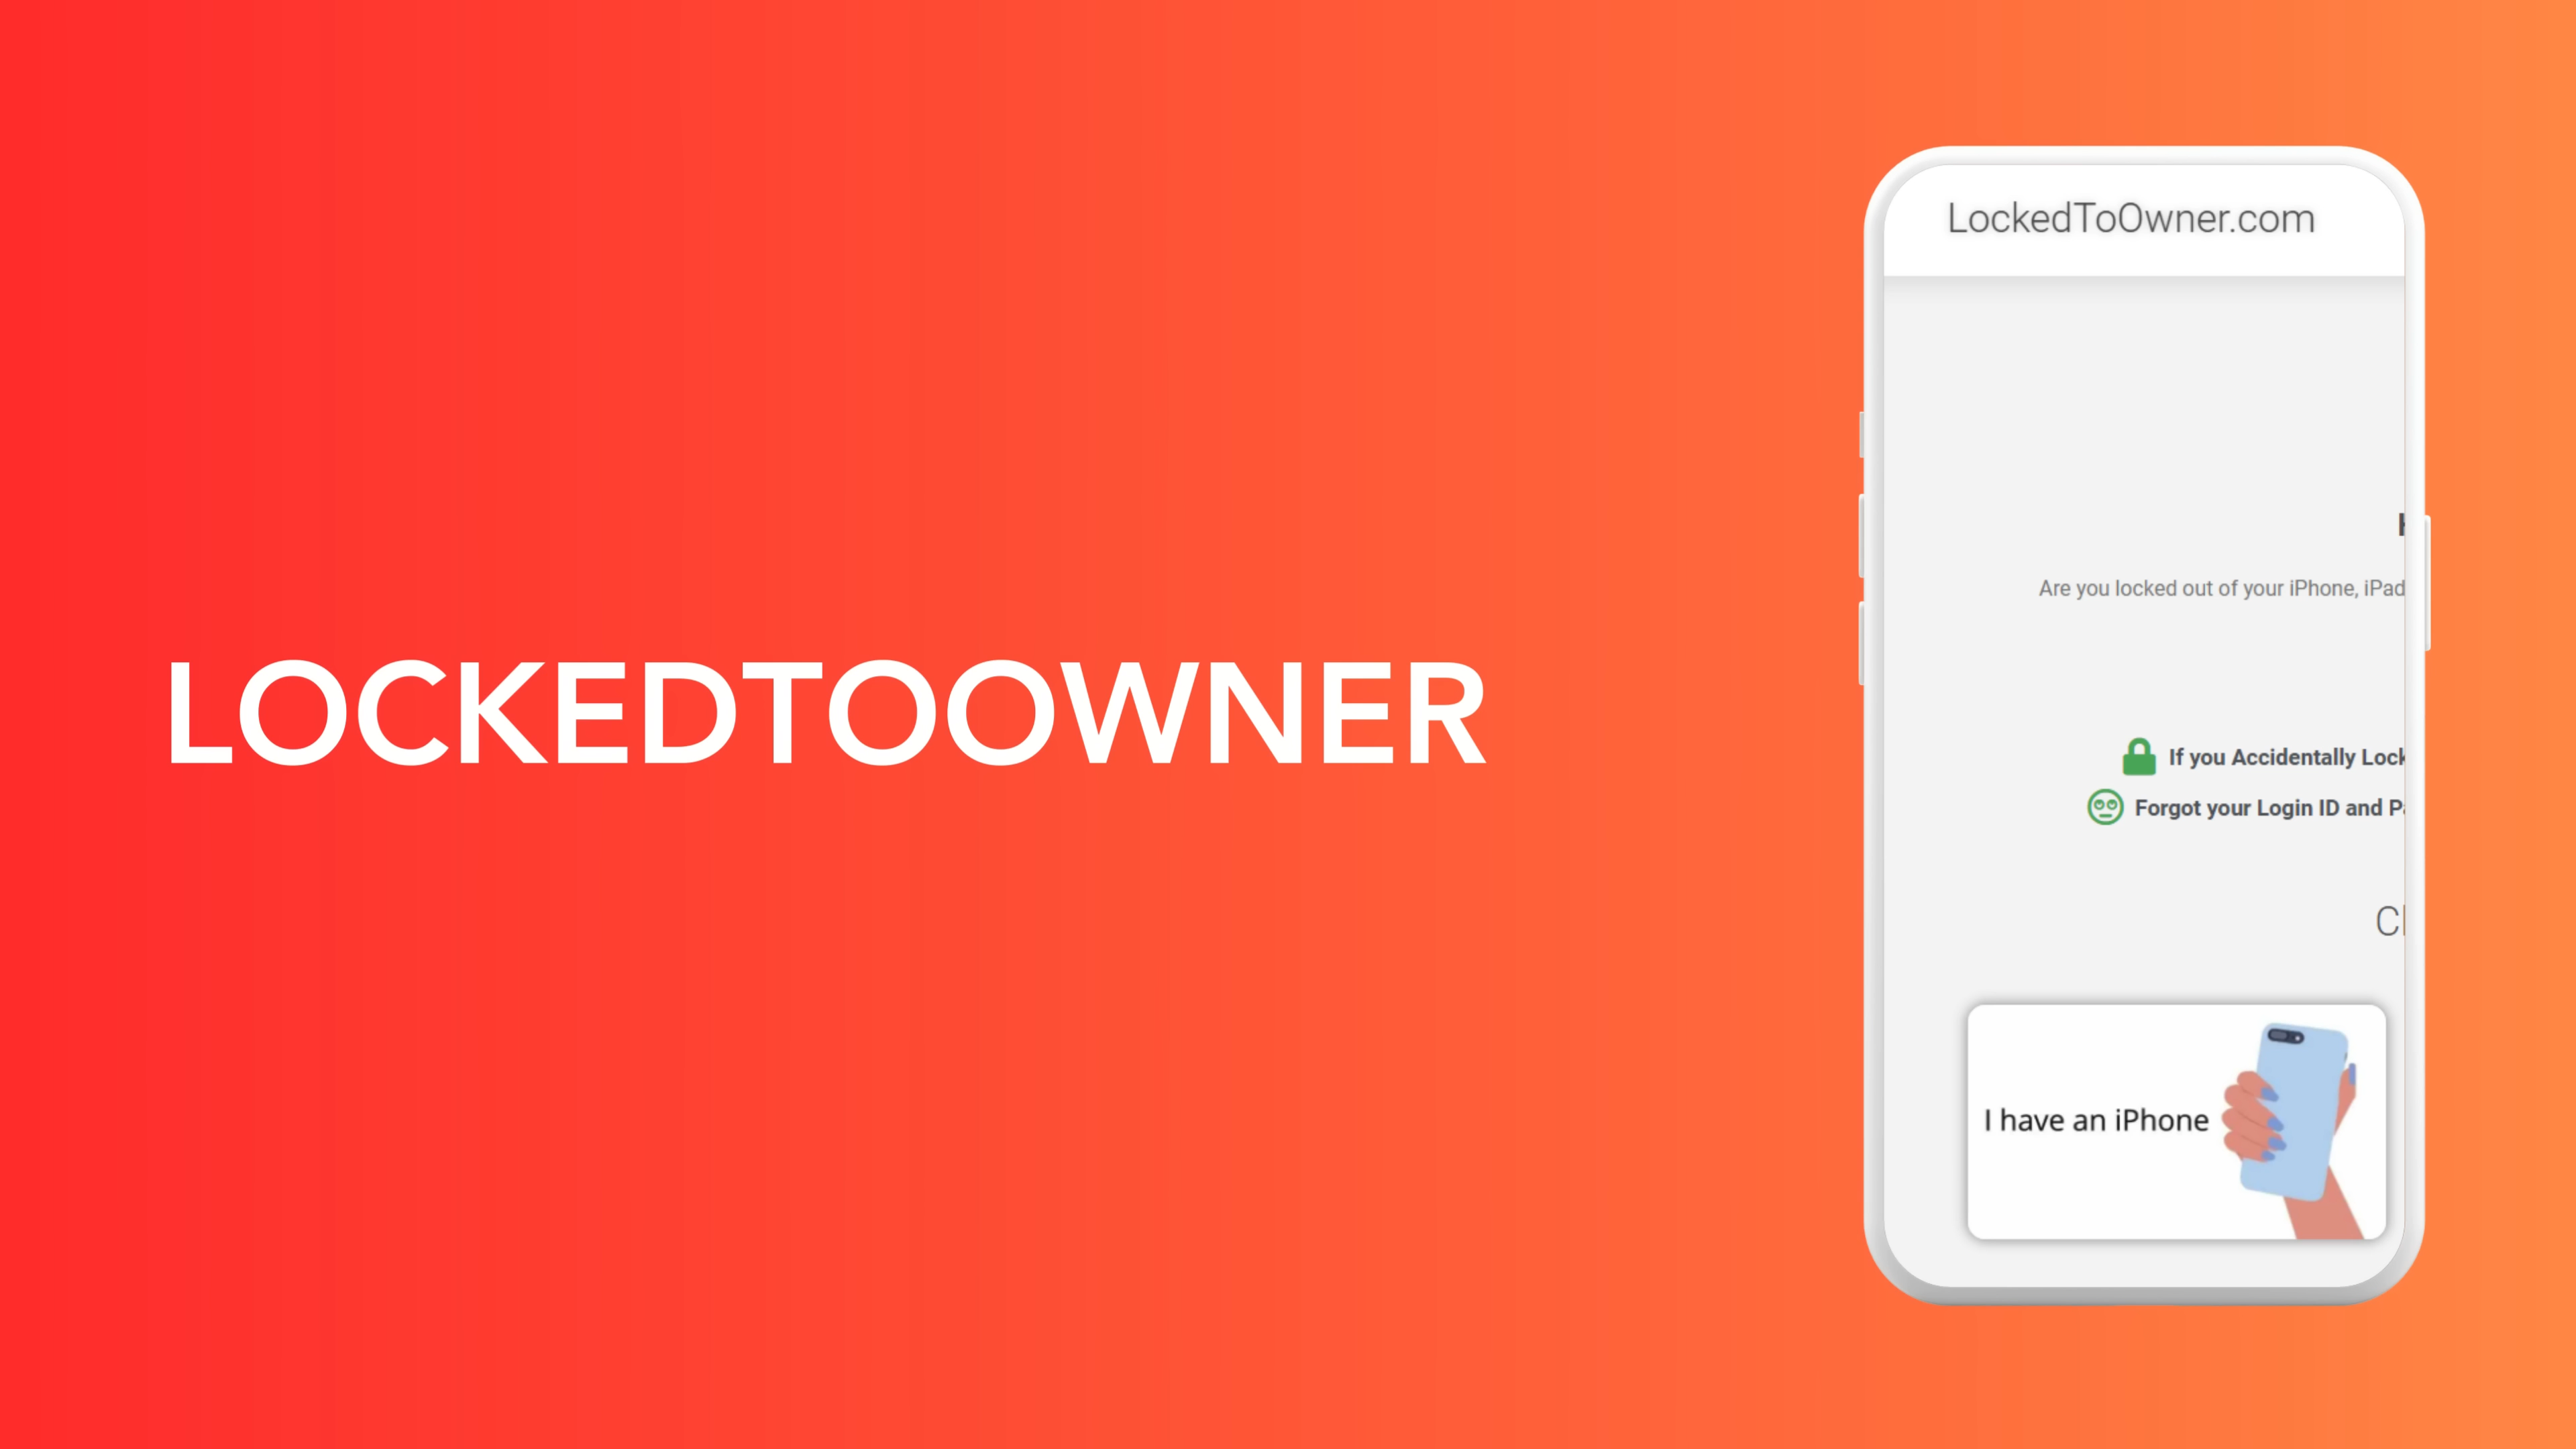 LOCKEDTOOWNER
LockedToOwner.com
Are you locked out of your iPhone, iPad
If you Accidentally Lock
Forgot your Login ID and
I have an iPhone